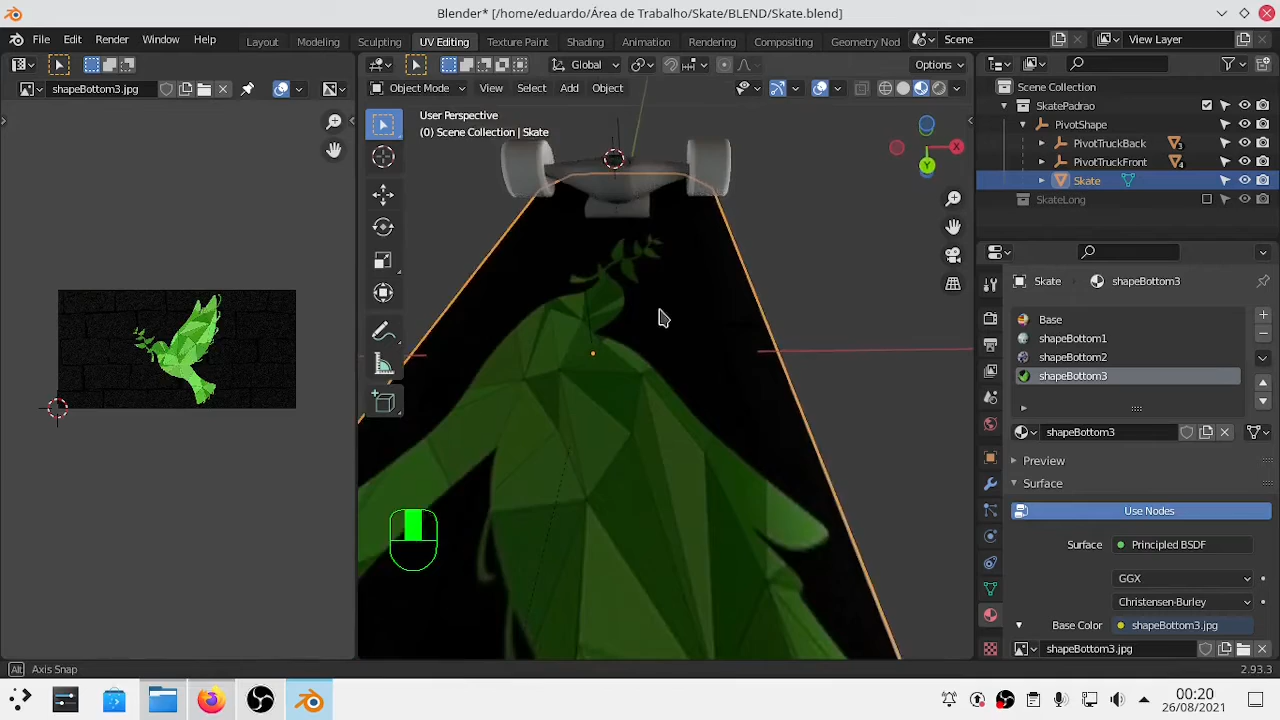 Blender* [/home/eduardo/Área de Trabalho/Skate/BLEND/Skate.blend]
File Edit Render Window Help Layout Modeling Sculpting UV Editing Texture Paint Shading Animation Rendering Compositing Geometry Nod Scene View Layer
Global Options
shapeBottom3.jpg Object Mode View Select Add Object
Scene Collection
SkatePadrao
PivotShape
PivotTruckBack 3
PivotTruckFront 4
Skate
SkateLong
User Perspective
(0) Scene Collection | Skate
X
Y
Skate shapeBottom3
Base
shapeBottom1
shapeBottom2
shapeBottom3
shapeBottom3
Preview
Surface
Use Nodes
Surface Principled BSDF
GGX
Christensen-Burley
Base Color shapeBottom3.jpg
shapeBottom3.jpg
Alt Axis Snap 2.93.3
00:20
26/08/2021